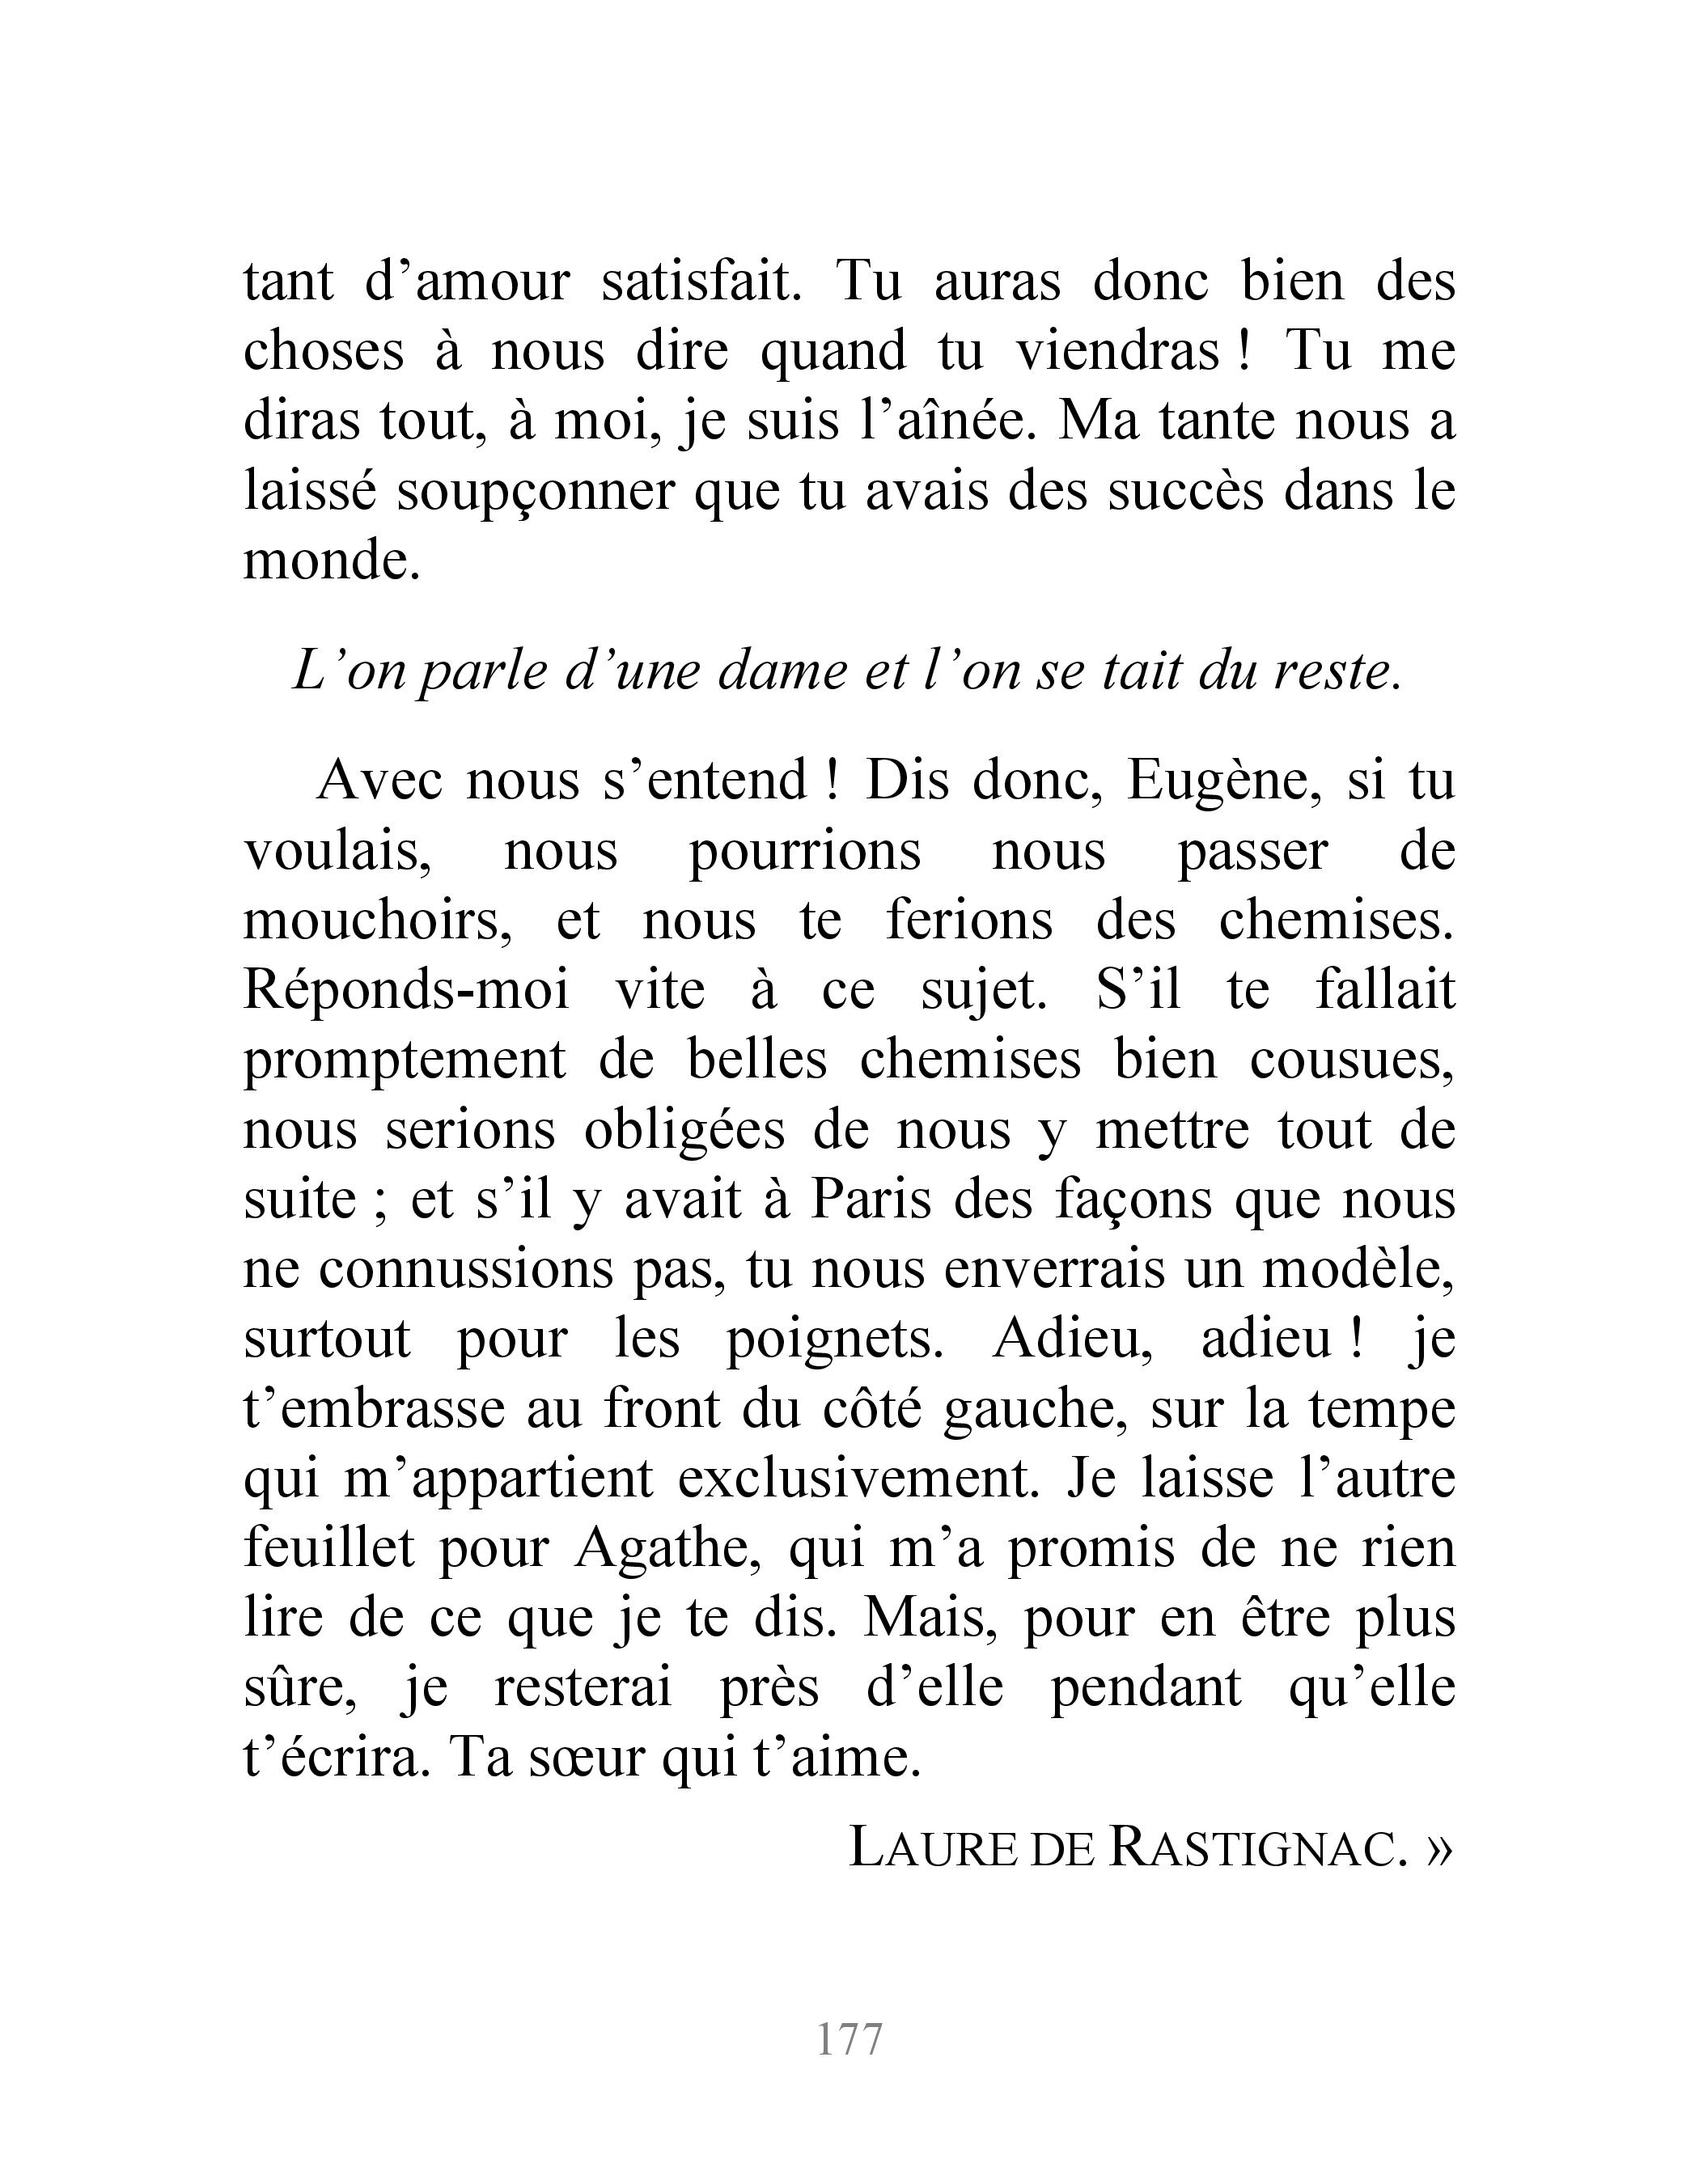 tant d’amour satisfait. Tu auras donc bien des
choses à nous dire quand tu viendras ! Tu me
diras tout, à moi, je suis l’aînée. Ma tante nous a
laissé soupçonner que tu avais des succès dans le
monde.
L’on parle d’une dame et l’on se tait du reste.
Avec nous s’entend ! Dis donc, Eugène, si tu
voulais, nous pourrions nous passer de
mouchoirs, et nous te ferions des chemises.
Réponds-moi vite à ce sujet. S’il te fallait
promptement de belles chemises bien cousues,
nous serions obligées de nous y mettre tout de
suite ; et s’il y avait à Paris des façons que nous
ne connussions pas, tu nous enverrais un modèle,
surtout pour les poignets. Adieu, adieu ! je
t’embrasse au front du côté gauche, sur la tempe
qui m’appartient exclusivement. Je laisse l’autre
feuillet pour Agathe, qui m’a promis de ne rien
lire de ce que je te dis. Mais, pour en être plus
sûre, je resterai près d’elle pendant qu’elle
t’écrira. Ta sœur qui t’aime.
LAURE DE RASTIGNAC. »
177